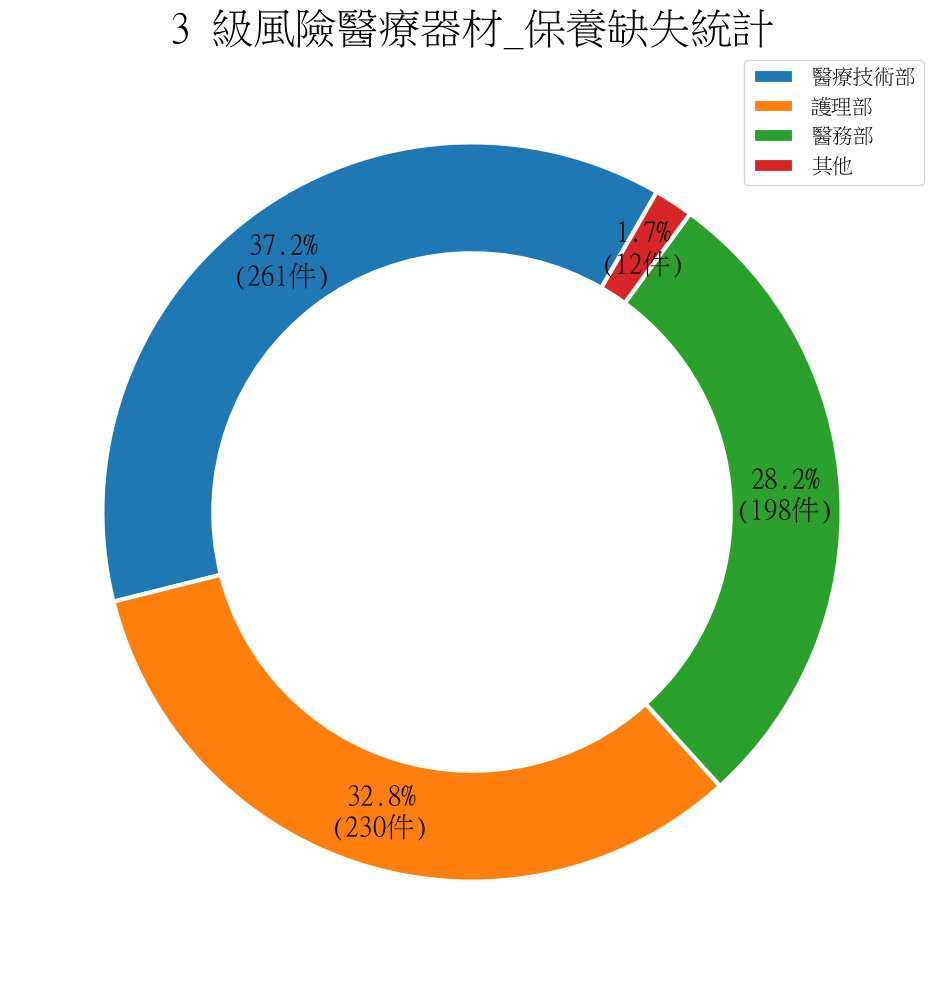 3 級風險醫療器材_保養缺失統計
醫療技術部
護理部
醫務部
其他
37.2%
(261件)
1.7%
(12件)
28.2%
(198件)
32.8%
(230件)